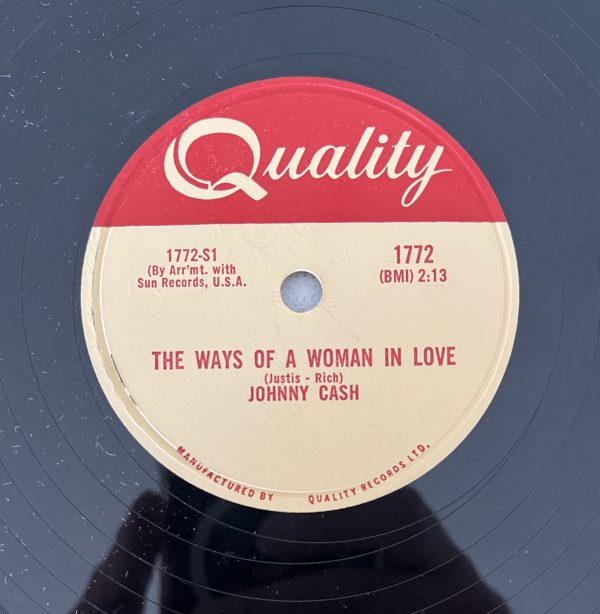 Quality
1772-S1
(By Arr'mt. with
Sun Records, U.S.A.
1772
(BMI) 2:13
THE WAYS OF A WOMAN IN LOVE
(Justis - Rich)
JOHNNY CASH
MANUFACTURED BY QUALITY RECORDS LTD.